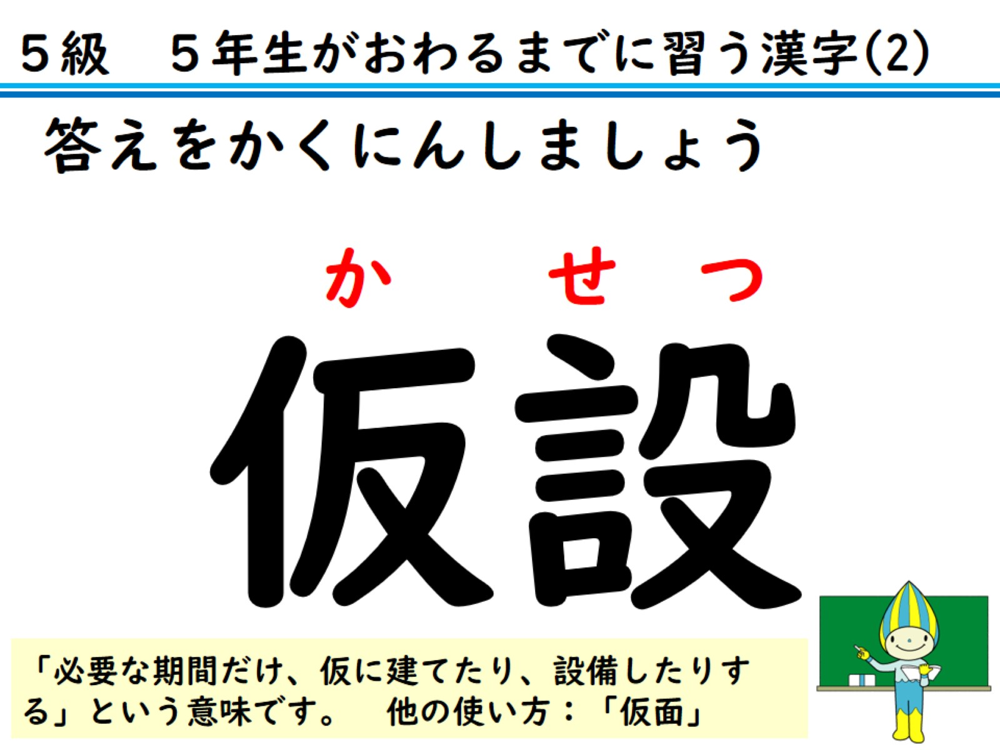 5級　5年生がおわるまでに習う漢字(2)
答えをかくにんしましょう
か　せつ
仮設
「必要な期間だけ、仮に建てたり、設備したりす
る」という意味です。　他の使い方：「仮面」